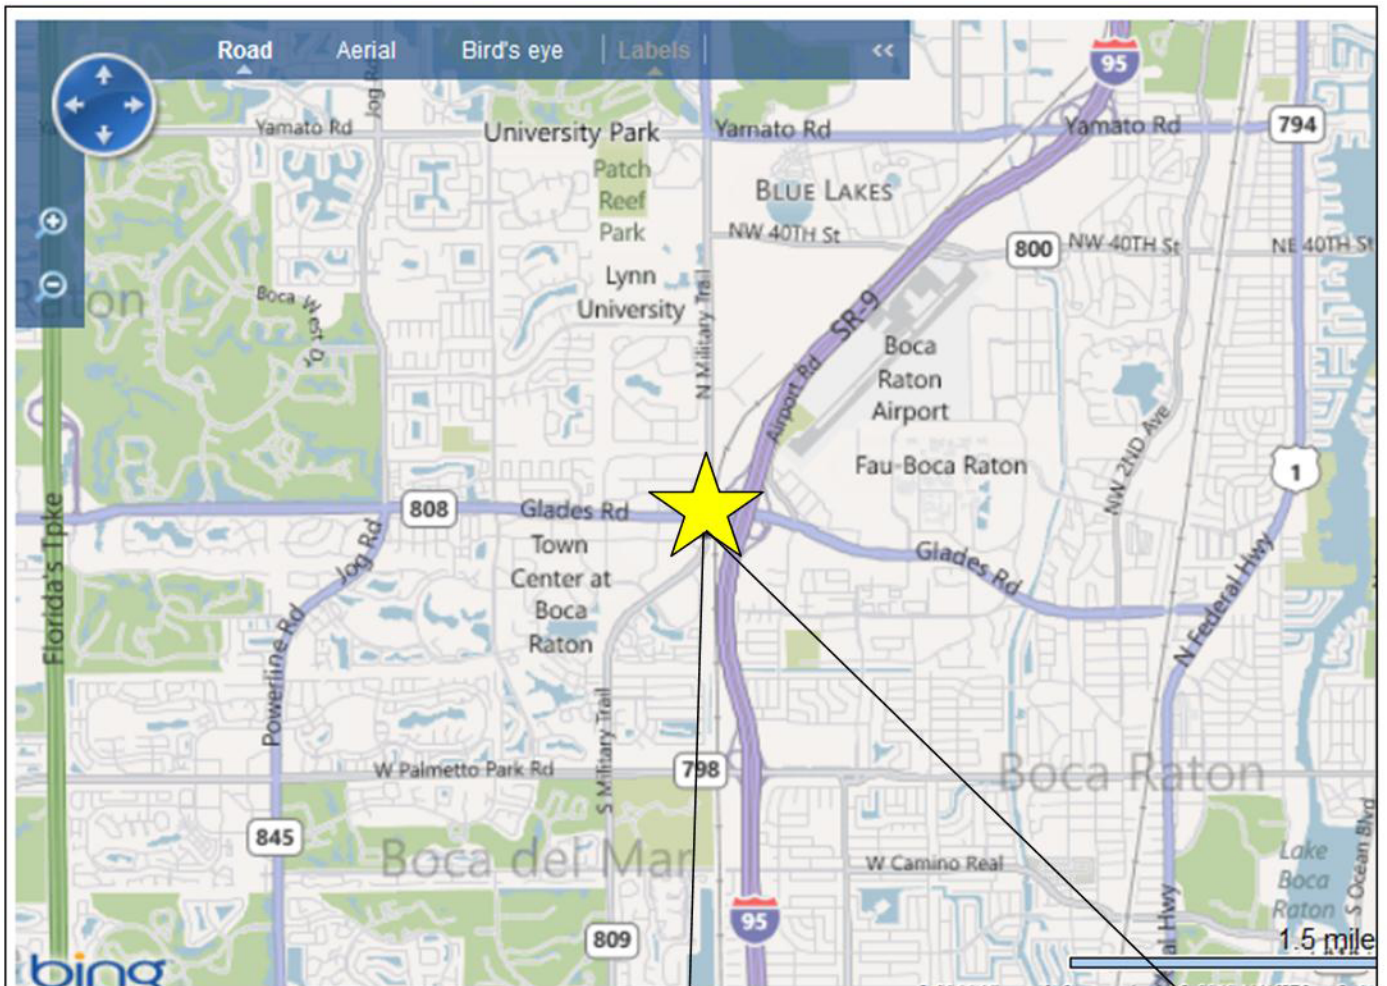 Road Aerial Bird's eye Labels «
95
Jog Rd
Yamato Rd
University Park
Yamato Rd
Yamato Rd
794
Patch
Reef
Park
BLUE LAKES
NW 40TH St
800
NW 40TH St
NE 40TH St
Raton
Boca West Dr
Lynn
University
N Military Trail
SR-9
Airport Rd
Boca
Raton
Airport
Fau-Boca Raton
NW 2ND Ave
1
Florida's Tpke
808
Glades Rd
Jog Rd
Town
Center at
Boca
Raton
Glades Rd
N Federal Hwy
Powerline Rd
S Military Trail
W Palmetto Park Rd
798
Boca Raton
845
Boca del Mar
W Camino Real
Lake
Boca
Raton
S Ocean Blvd
809
95
al Hwy
1.5 mile
bing